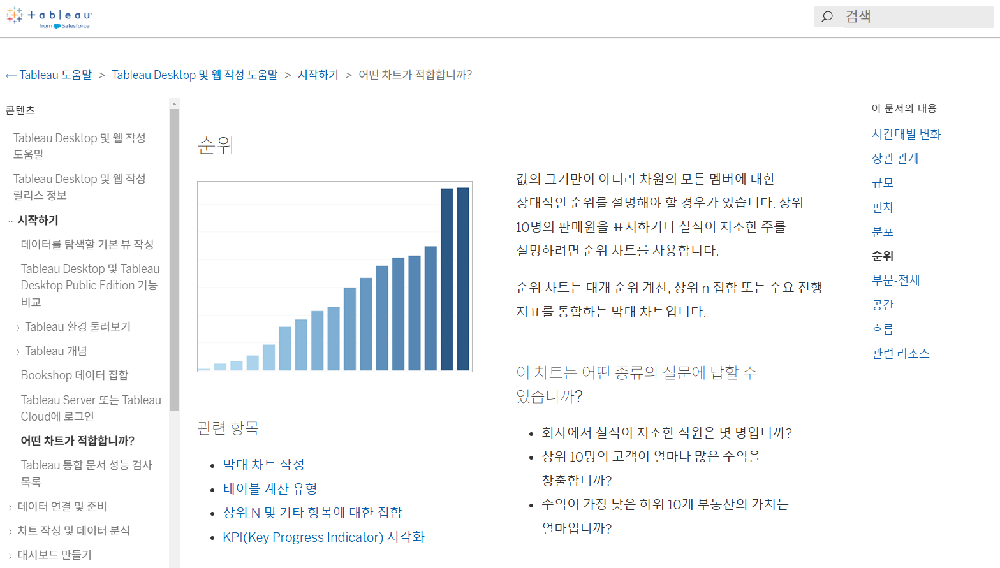 tableau
from Salesforce
검색
Tableau 도움말 > Tableau Desktop 및 웹 작성 도움말 > 시작하기 > 어떤 차트가 적합합니까?
콘텐츠
Tableau Desktop 및 웹 작성
도움말
Tableau Desktop 및 웹 작성
릴리스 정보
시작하기
데이터를 탐색할 기본 뷰 작성
Tableau Desktop 및 Tableau
Desktop Public Edition 기능
비교
Tableau 환경 둘러보기
Tableau 개념
Bookshop 데이터 집합
Tableau Server 또는 Tableau
Cloud에 로그인
어떤 차트가 적합합니까?
Tableau 통합 문서 성능 검사
목록
데이터 연결 및 준비
차트 작성 및 데이터 분석
대시보드 만들기
순위
관련 항목
막대 차트 작성
테이블 계산 유형
상위 N 및 기타 항목에 대한 집합
KPI(Key Progress Indicator) 시각화
값의 크기만이 아니라 차원의 모든 멤버에 대한
상대적인 순위를 설명해야 할 경우가 있습니다. 상위
10명의 판매원을 표시하거나 실적이 저조한 주를
설명하려면 순위 차트를 사용합니다.
순위 차트는 대개 순위 계산, 상위 n 집합 또는 주요 진행
지표를 통합하는 막대 차트입니다.
이 차트는 어떤 종류의 질문에 답할 수
있습니까?
회사에서 실적이 저조한 직원은 몇 명입니까?
상위 10명의 고객이 얼마나 많은 수익을
창출합니까?
수익이 가장 낮은 하위 10개 부동산의 가치는
얼마입니까?
이 문서의 내용
시간대별 변화
상관 관계
규모
편차
분포
순위
부분-전체
공간
흐름
관련 리소스